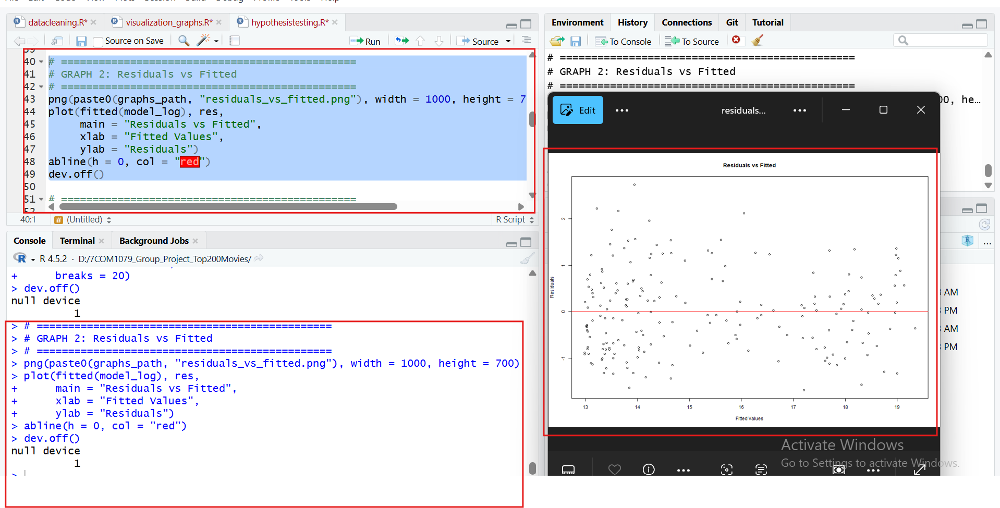 datacleaning.R* visualization_graphs.R* hypothesistesting.R*
Source on Save Run Source
39
40 # ===============================================
41 # GRAPH 2: Residuals vs Fitted
42 # ===============================================
43 png(paste0(graphs_path, "residuals_vs_fitted.png"), width = 1000, height = 7
44 plot(fitted(model_log), res,
45 main = "Residuals vs Fitted",
46 xlab = "Fitted Values",
47 ylab = "Residuals")
48 abline(h = 0, col = "red")
49 dev.off()
50
51 # ===============================================
52
40:1 # (Untitled) R Script
Console Terminal Background Jobs
R 4.5.2 · D:/7COM1079_Group_Project_Top200Movies/
+ breaks = 20)
> dev.off()
null device
1
> # ===============================================
> # GRAPH 2: Residuals vs Fitted
> # ===============================================
> png(paste0(graphs_path, "residuals_vs_fitted.png"), width = 1000, height = 700)
> plot(fitted(model_log), res,
+ main = "Residuals vs Fitted",
+ xlab = "Fitted Values",
+ ylab = "Residuals")
> abline(h = 0, col = "red")
> dev.off()
null device
1
>
Environment History Connections Git Tutorial
To Console To Source
# ===============================================
# GRAPH 2: Residuals vs Fitted
# ===============================================
00, he...
Edit ... residuals... ...
Residuals vs Fitted
Residuals
2
1
0
-1
13 14 15 16 17 18 19
Fitted Values
AM
PM
AM
PM
Activate Windows
Go to Settings to activate Windows.